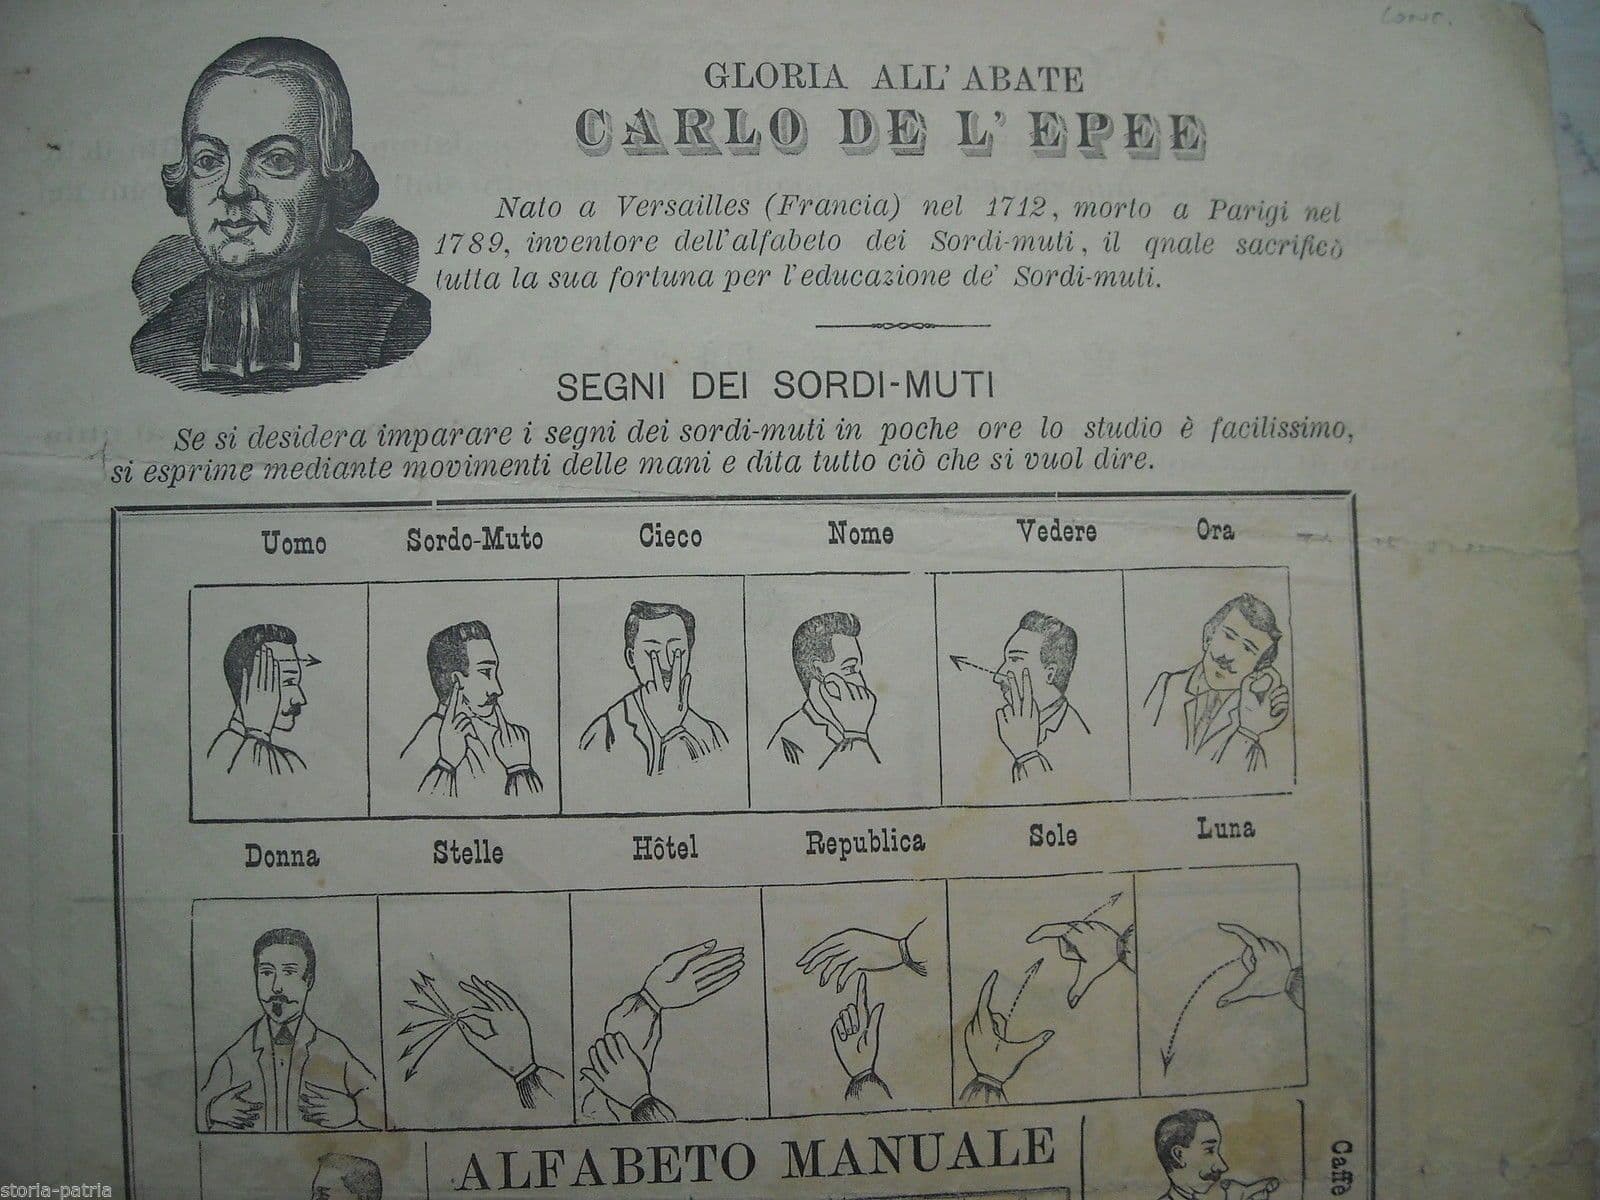 Conc.
GLORIA ALL' ABATE
CARLO DE L' EPEE
Nato a Versailles (Francia) nel 1712, morto a Parigi nel
1789, inventore dell'alfabeto dei Sordi-muti, il qnale sacrificò
tutta la sua fortuna per l'educazione de' Sordi-muti.
SEGNI DEI SORDI-MUTI
Se si desidera imparare i segni dei sordi-muti in poche ore lo studio è facilissimo,
si esprime mediante movimenti delle mani e dita tutto ciò che si vuol dire.
Uomo Sordo-Muto Cieco Nome Vedere Ora
Donna Stelle Hôtel Republica Sole Luna
ALFABETO MANUALE
Caffè
storia-patria